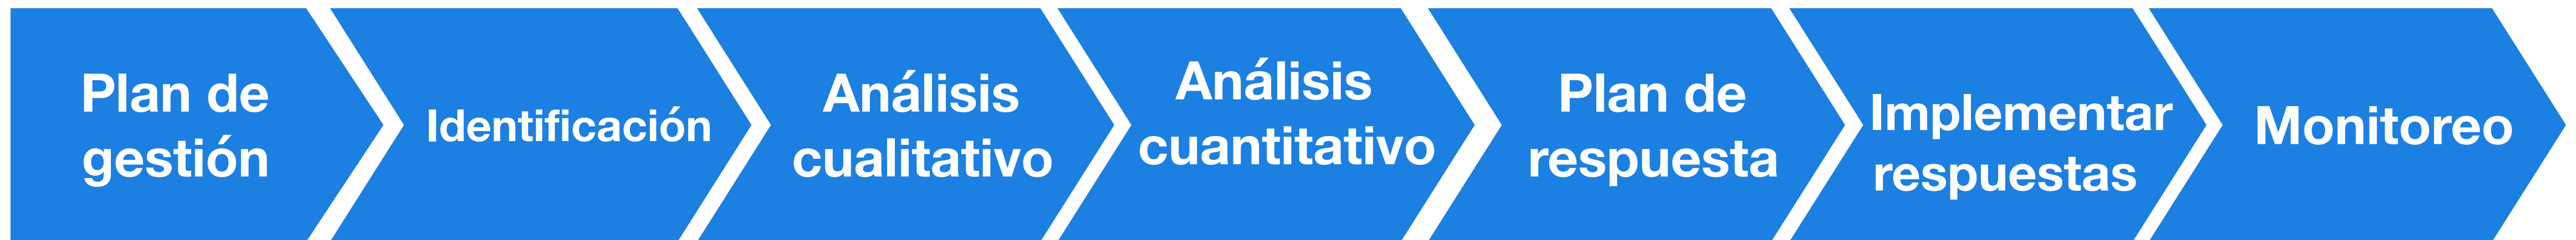 Plan de
gestión
Identificación
Análisis
cualitativo
Análisis
cuantitativo
Plan de
respuesta
Implementar
respuestas
Monitoreo